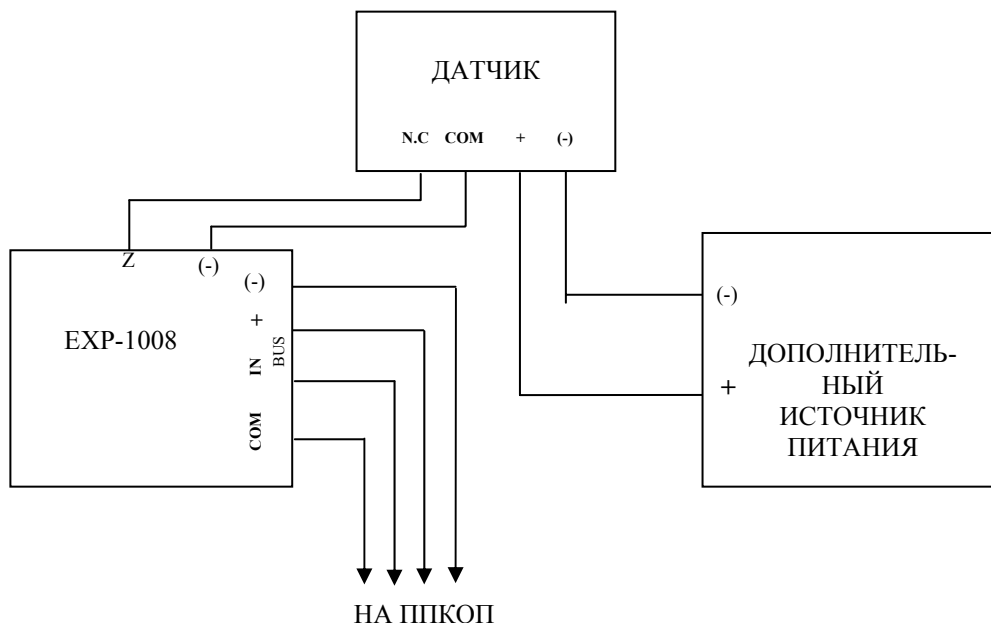 ДАТЧИК
N.C COM + (-)
Z (-)
(-)
+
IN
BUS
COM
EXP-1008
(-)
+
ДОПОЛНИТЕЛЬ-
НЫЙ
ИСТОЧНИК
ПИТАНИЯ
НА ППКОП